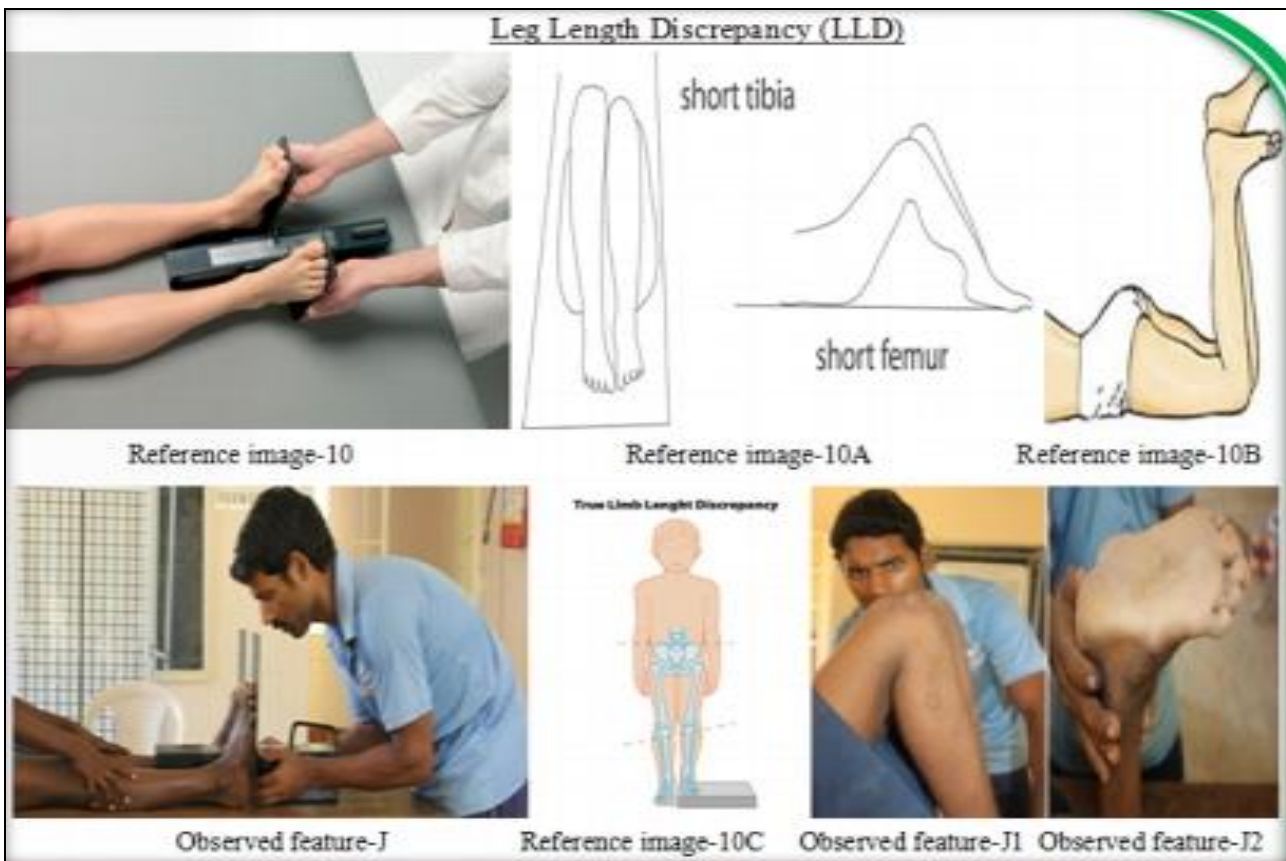 Leg Length Discrepancy (LLD)
short tibia
short femur
Reference image-10
Reference image-10A
Reference image-10B
True Limb Lenght Discrepancy
Observed feature-J
Reference image-10C
Observed feature-J1
Observed feature-J2